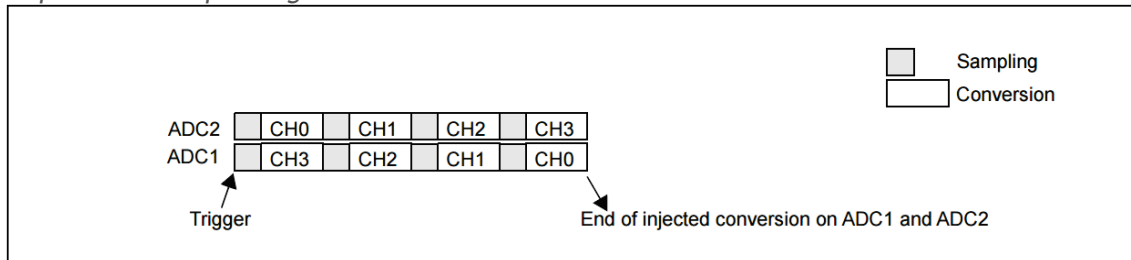 Sampling
Conversion
ADC2 CH0 CH1 CH2 CH3
ADC1 CH3 CH2 CH1 CH0
Trigger
End of injected conversion on ADC1 and ADC2